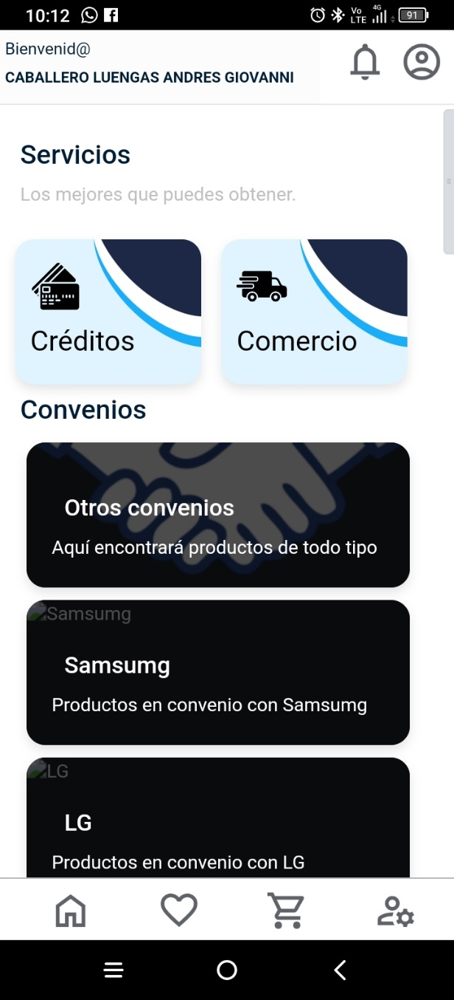 10:12
Vo
LTE
4G
91
Bienvenid@
CABALLERO LUENGAS ANDRES GIOVANNI
Servicios
Los mejores que puedes obtener.
Créditos
Comercio
Convenios
Otros convenios
Aquí encontrará productos de todo tipo
Samsumg
Samsumg
Productos en convenio con Samsumg
LG
LG
Productos en convenio con LG